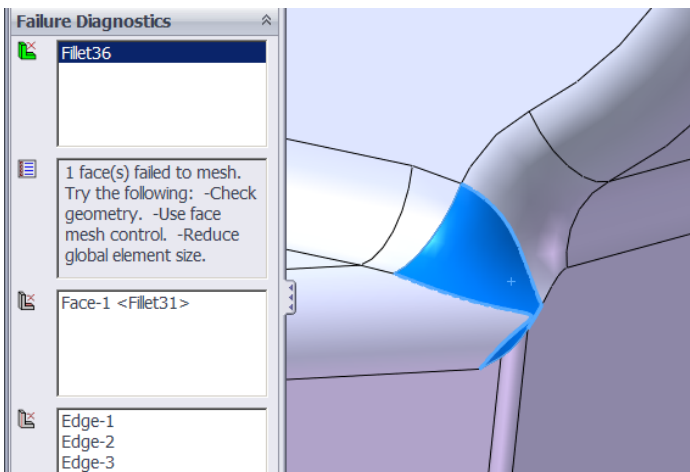 Failure Diagnostics
Fillet36
1 face(s) failed to mesh.
Try the following: -Check
geometry. -Use face
mesh control. -Reduce
global element size.
Face-1 <Fillet31>
Edge-1
Edge-2
Edge-3